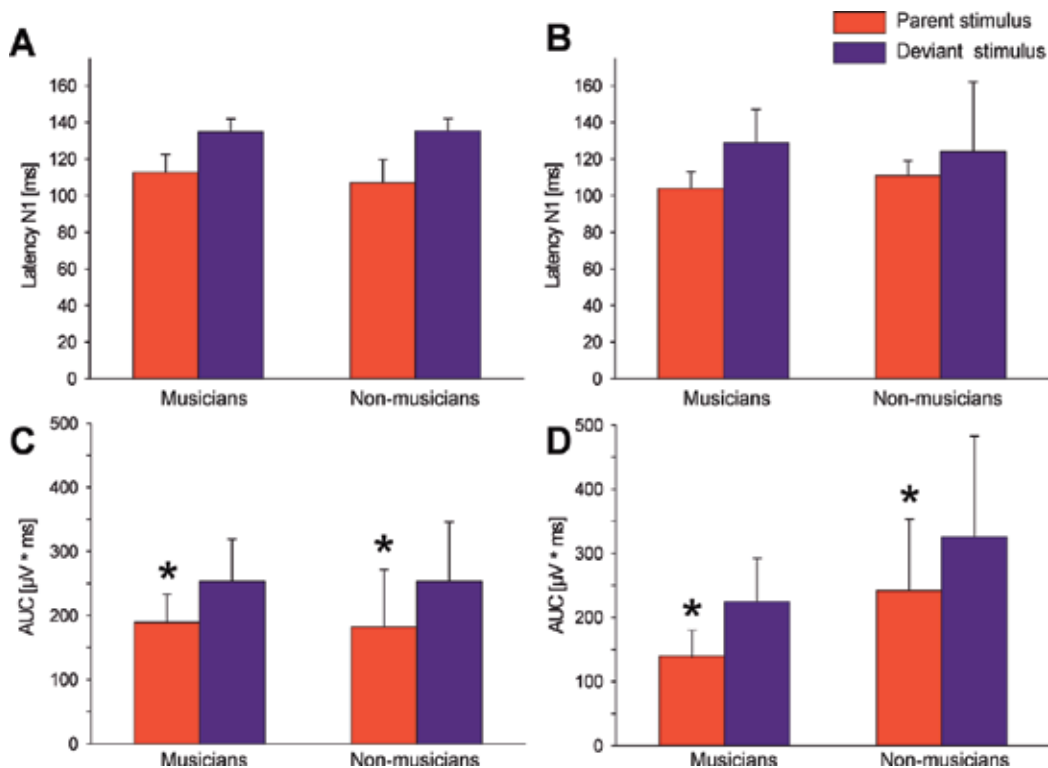 Parent stimulus
Deviant stimulus
A
Latency N1 [ms]
160
140
120
100
80
60
40
20
0
Musicians
Non-musicians
B
Latency N1 [ms]
160
140
120
100
80
60
40
20
0
Musicians
Non-musicians
C
AUC [µV * ms]
500
400
300
200
100
0
*
*
Musicians
Non-musicians
D
AUC [µV * ms]
500
400
300
200
100
0
*
*
Musicians
Non-musicians